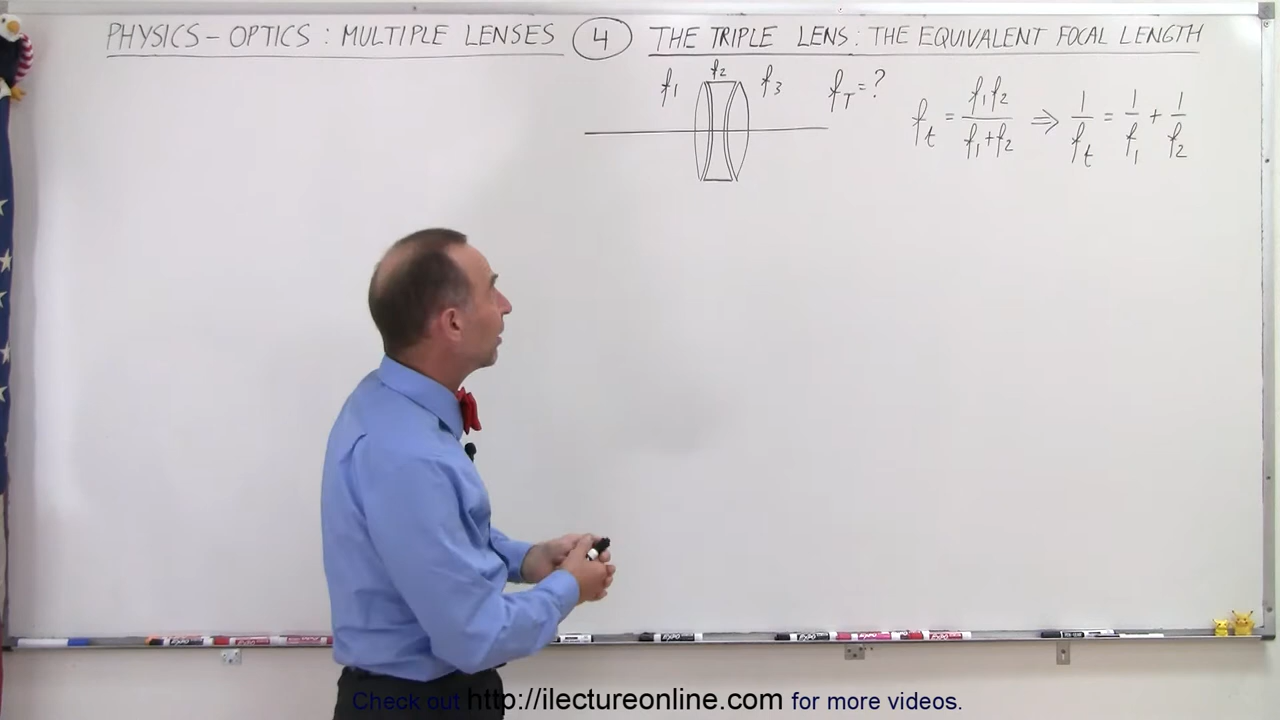 PHYSICS - OPTICS : MULTIPLE LENSES (4) THE TRIPLE LENS: THE EQUIVALENT FOCAL LENGTH
f1 f2 f3 fT = ?
ft = f1f2 / f1+f2 ⇒ 1/ft = 1/f1 + 1/f2
Check out http://ilectureonline.com for more videos.